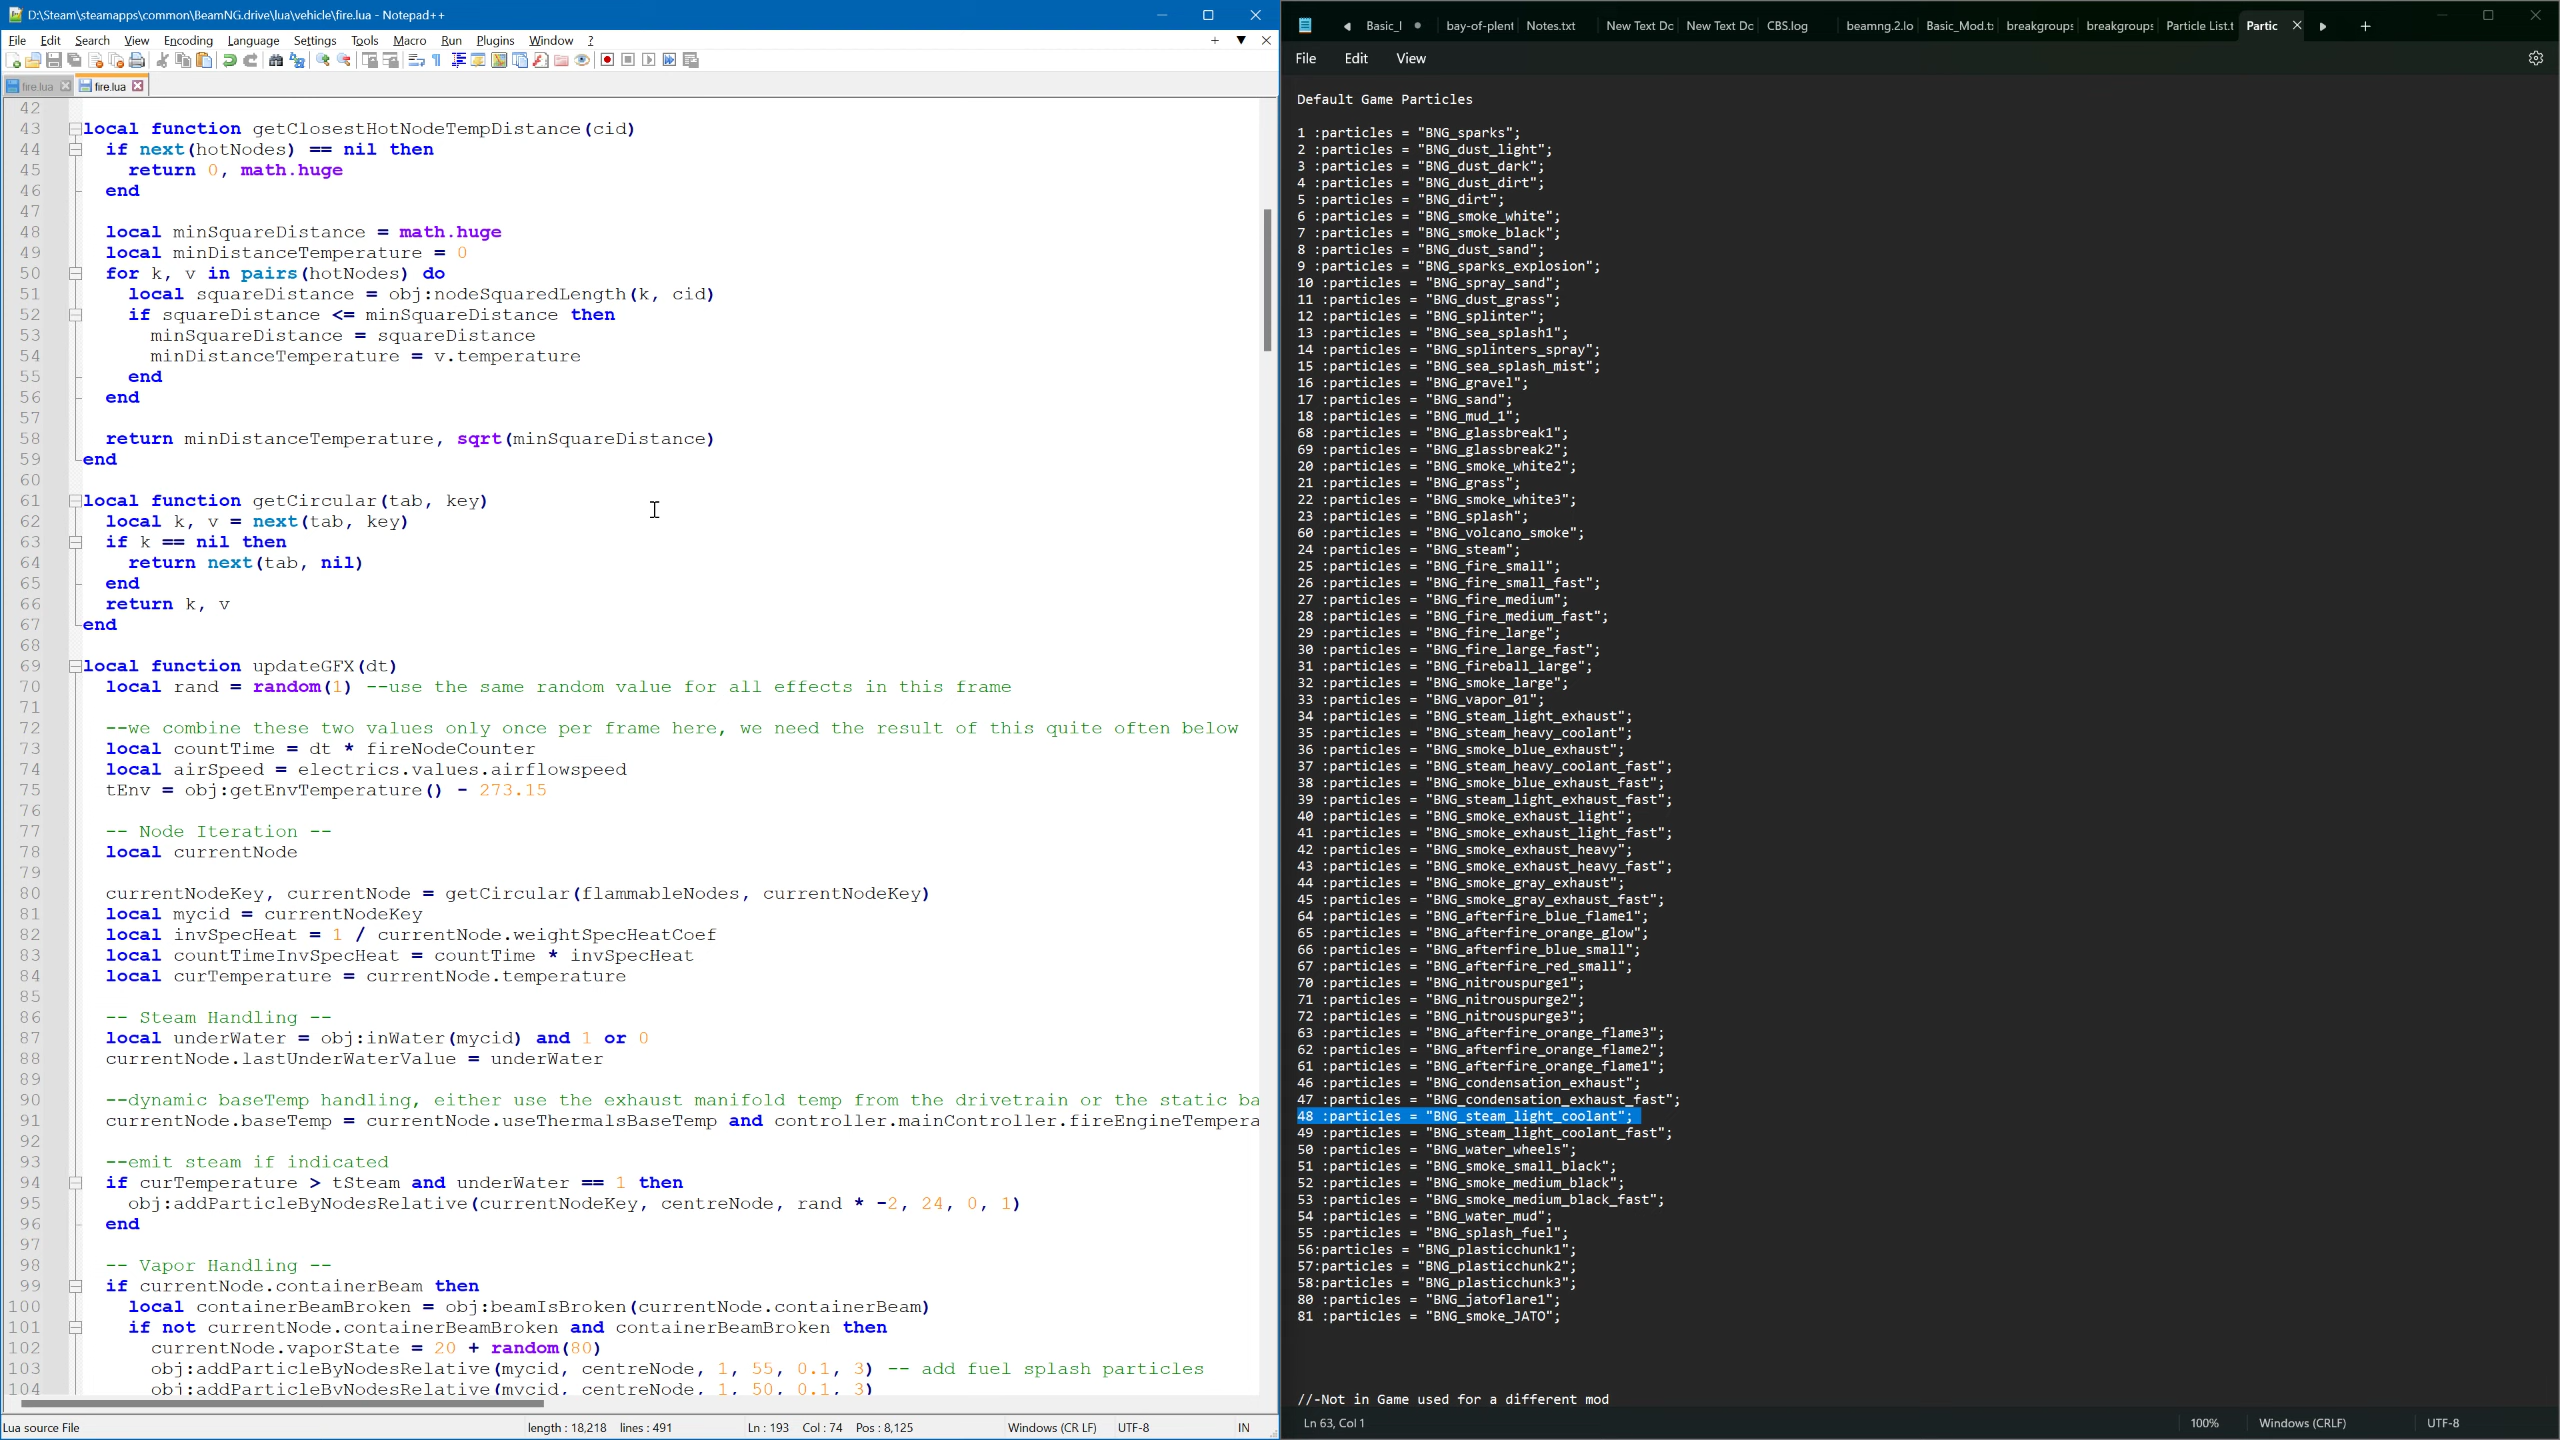 D:\Steam\steamapps\common\BeamNG.drive\lua\vehicle\fire.lua - Notepad++
File Edit Search View Encoding Language Settings Tools Macro Run Plugins Window ?
fire.lua fire.lua
42
43 local function getClosestHotNodeTempDistance(cid)
44 if next(hotNodes) == nil then
45 return 0, math.huge
46 end
47
48 local minSquareDistance = math.huge
49 local minDistanceTemperature = 0
50 for k, v in pairs(hotNodes) do
51 local squareDistance = obj:nodeSquaredLength(k, cid)
52 if squareDistance <= minSquareDistance then
53 minSquareDistance = squareDistance
54 minDistanceTemperature = v.temperature
55 end
56 end
57
58 return minDistanceTemperature, sqrt(minSquareDistance)
59 end
60
61 local function getCircular(tab, key)
62 local k, v = next(tab, key)
63 if k == nil then
64 return next(tab, nil)
65 end
66 return k, v
67 end
68
69 local function updateGFX(dt)
70 local rand = random(1) --use the same random value for all effects in this frame
71
72 --we combine these two values only once per frame here, we need the result of this quite often below
73 local countTime = dt * fireNodeCounter
74 local airSpeed = electrics.values.airflowspeed
75 tEnv = obj:getEnvTemperature() - 273.15
76
77 -- Node Iteration --
78 local currentNode
79
80 currentNodeKey, currentNode = getCircular(flammableNodes, currentNodeKey)
81 local mycid = currentNodeKey
82 local invSpecHeat = 1 / currentNode.weightSpecHeatCoef
83 local countTimeInvSpecHeat = countTime * invSpecHeat
84 local curTemperature = currentNode.temperature
85
86 -- Steam Handling --
87 local underWater = obj:inWater(mycid) and 1 or 0
88 currentNode.lastUnderWaterValue = underWater
89
90 --dynamic baseTemp handling, either use the exhaust manifold temp from the drivetrain or the static ba
91 currentNode.baseTemp = currentNode.useThermalsBaseTemp and controller.mainController.fireEngineTempera
92
93 --emit steam if indicated
94 if curTemperature > tSteam and underWater == 1 then
95 obj:addParticleByNodesRelative(currentNodeKey, centreNode, rand * -2, 24, 0, 1)
96 end
97
98 -- Vapor Handling --
99 if currentNode.containerBeam then
100 local containerBeamBroken = obj:beamIsBroken(currentNode.containerBeam)
101 if not currentNode.containerBeamBroken and containerBeamBroken then
102 currentNode.vaporState = 20 + random(80)
103 obj:addParticleByNodesRelative(mycid, centreNode, 1, 55, 0.1, 3) -- add fuel splash particles
104 obj:addParticleByNodesRelative(mycid, centreNode, 1, 50, 0.1, 3)
Lua source File length : 18,218 lines : 491 Ln : 193 Col : 74 Pos : 8,125 Windows (CR LF) UTF-8 IN
Basic_l bay-of-plent Notes.txt New Text Dc New Text Dc CBS.log beamng.2.lo Basic_Mod.t breakgroups breakgroups Particle List.t Partic
File Edit View
Default Game Particles
1 :particles = "BNG_sparks";
2 :particles = "BNG_dust_light";
3 :particles = "BNG_dust_dark";
4 :particles = "BNG_dust_dirt";
5 :particles = "BNG_dirt";
6 :particles = "BNG_smoke_white";
7 :particles = "BNG_smoke_black";
8 :particles = "BNG_dust_sand";
9 :particles = "BNG_sparks_explosion";
10 :particles = "BNG_spray_sand";
11 :particles = "BNG_dust_grass";
12 :particles = "BNG_splinter";
13 :particles = "BNG_sea_splash1";
14 :particles = "BNG_splinters_spray";
15 :particles = "BNG_sea_splash_mist";
16 :particles = "BNG_gravel";
17 :particles = "BNG_sand";
18 :particles = "BNG_mud_1";
68 :particles = "BNG_glassbreak1";
69 :particles = "BNG_glassbreak2";
20 :particles = "BNG_smoke_white2";
21 :particles = "BNG_grass";
22 :particles = "BNG_smoke_white3";
23 :particles = "BNG_splash";
60 :particles = "BNG_volcano_smoke";
24 :particles = "BNG_steam";
25 :particles = "BNG_fire_small";
26 :particles = "BNG_fire_small_fast";
27 :particles = "BNG_fire_medium";
28 :particles = "BNG_fire_medium_fast";
29 :particles = "BNG_fire_large";
30 :particles = "BNG_fire_large_fast";
31 :particles = "BNG_fireball_large";
32 :particles = "BNG_smoke_large";
33 :particles = "BNG_vapor_01";
34 :particles = "BNG_steam_light_exhaust";
35 :particles = "BNG_steam_heavy_coolant";
36 :particles = "BNG_smoke_blue_exhaust";
37 :particles = "BNG_steam_heavy_coolant_fast";
38 :particles = "BNG_smoke_blue_exhaust_fast";
39 :particles = "BNG_steam_light_exhaust_fast";
40 :particles = "BNG_smoke_exhaust_light";
41 :particles = "BNG_smoke_exhaust_light_fast";
42 :particles = "BNG_smoke_exhaust_heavy";
43 :particles = "BNG_smoke_exhaust_heavy_fast";
44 :particles = "BNG_smoke_gray_exhaust";
45 :particles = "BNG_smoke_gray_exhaust_fast";
64 :particles = "BNG_afterfire_blue_flame1";
65 :particles = "BNG_afterfire_orange_glow";
66 :particles = "BNG_afterfire_blue_small";
67 :particles = "BNG_afterfire_red_small";
70 :particles = "BNG_nitrouspurge1";
71 :particles = "BNG_nitrouspurge2";
72 :particles = "BNG_nitrouspurge3";
63 :particles = "BNG_afterfire_orange_flame3";
62 :particles = "BNG_afterfire_orange_flame2";
61 :particles = "BNG_afterfire_orange_flame1";
46 :particles = "BNG_condensation_exhaust";
47 :particles = "BNG_condensation_exhaust_fast";
48 :particles = "BNG_steam_light_coolant";
49 :particles = "BNG_steam_light_coolant_fast";
50 :particles = "BNG_water_wheels";
51 :particles = "BNG_smoke_small_black";
52 :particles = "BNG_smoke_medium_black";
53 :particles = "BNG_smoke_medium_black_fast";
54 :particles = "BNG_water_mud";
55 :particles = "BNG_splash_fuel";
56:particles = "BNG_plasticchunk1";
57:particles = "BNG_plasticchunk2";
58:particles = "BNG_plasticchunk3";
80 :particles = "BNG_jatoflare1";
81 :particles = "BNG_smoke_JATO";
//-Not in Game used for a different mod
Ln 63, Col 1 100% Windows (CRLF) UTF-8